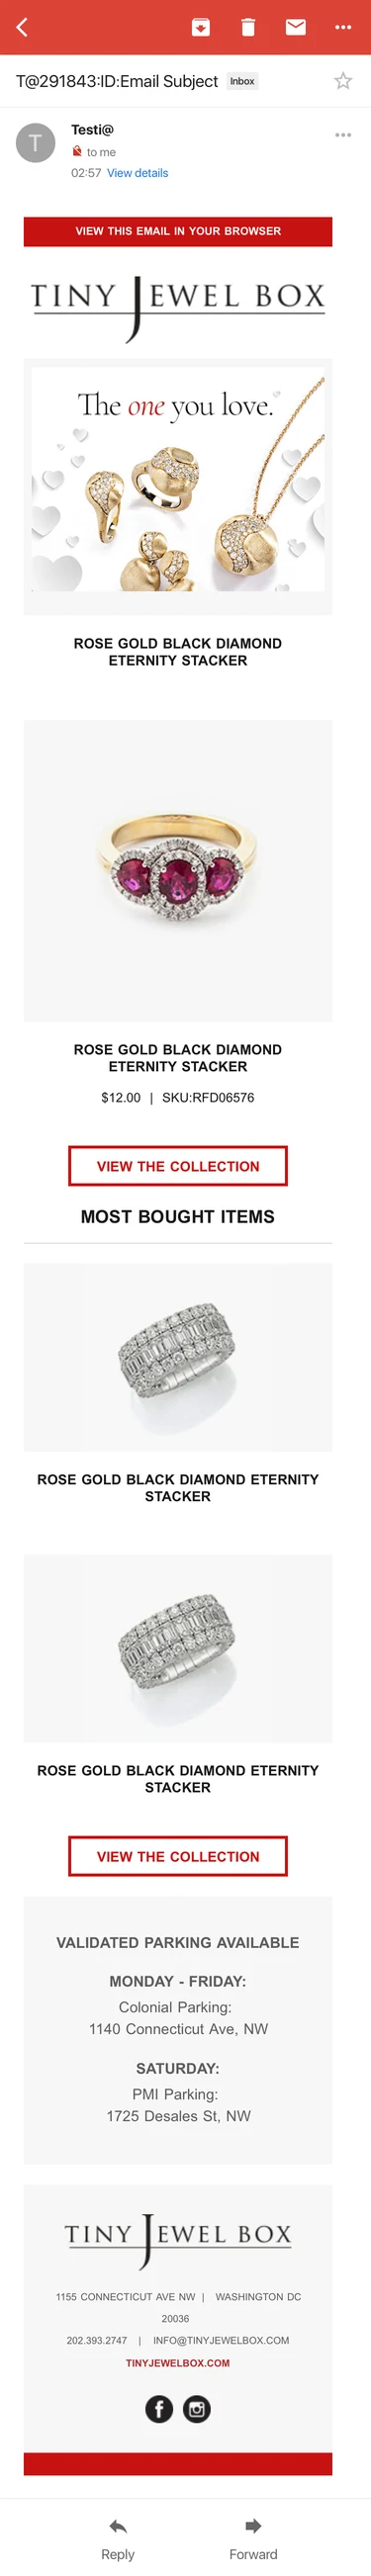 T@291843:ID:Email Subject Inbox
T
Testi@
to me
02:57 View details
VIEW THIS EMAIL IN YOUR BROWSER
TINY JEWEL BOX
The one you love.
ROSE GOLD BLACK DIAMOND
ETERNITY STACKER
ROSE GOLD BLACK DIAMOND
ETERNITY STACKER
$12.00 | SKU:RFD06576
VIEW THE COLLECTION
MOST BOUGHT ITEMS
ROSE GOLD BLACK DIAMOND ETERNITY
STACKER
ROSE GOLD BLACK DIAMOND ETERNITY
STACKER
VIEW THE COLLECTION
VALIDATED PARKING AVAILABLE
MONDAY - FRIDAY:
Colonial Parking:
1140 Connecticut Ave, NW
SATURDAY:
PMI Parking:
1725 Desales St, NW
TINY JEWEL BOX
1155 CONNECTICUT AVE NW | WASHINGTON DC
20036
202.393.2747 | INFO@TINYJEWELBOX.COM
TINYJEWELBOX.COM
Reply Forward